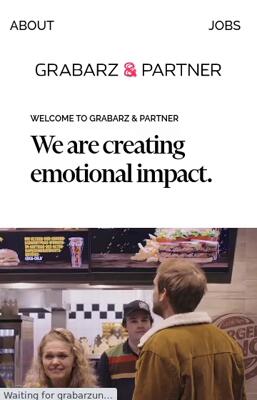 ABOUT JOBS
GRABARZ & PARTNER
WELCOME TO GRABARZ & PARTNER
We are creating
emotional impact.
Waiting for grabarzun...